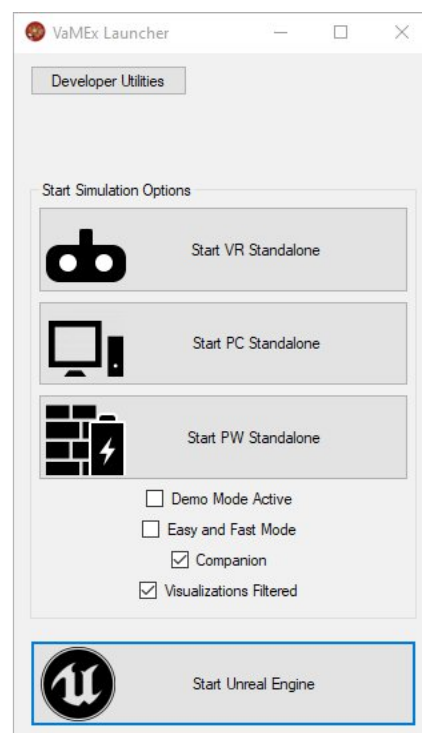 VaMEx Launcher
Developer Utilities
Start Simulation Options
Start VR Standalone
Start PC Standalone
Start PW Standalone
Demo Mode Active
Easy and Fast Mode
Companion
Visualizations Filtered
Start Unreal Engine